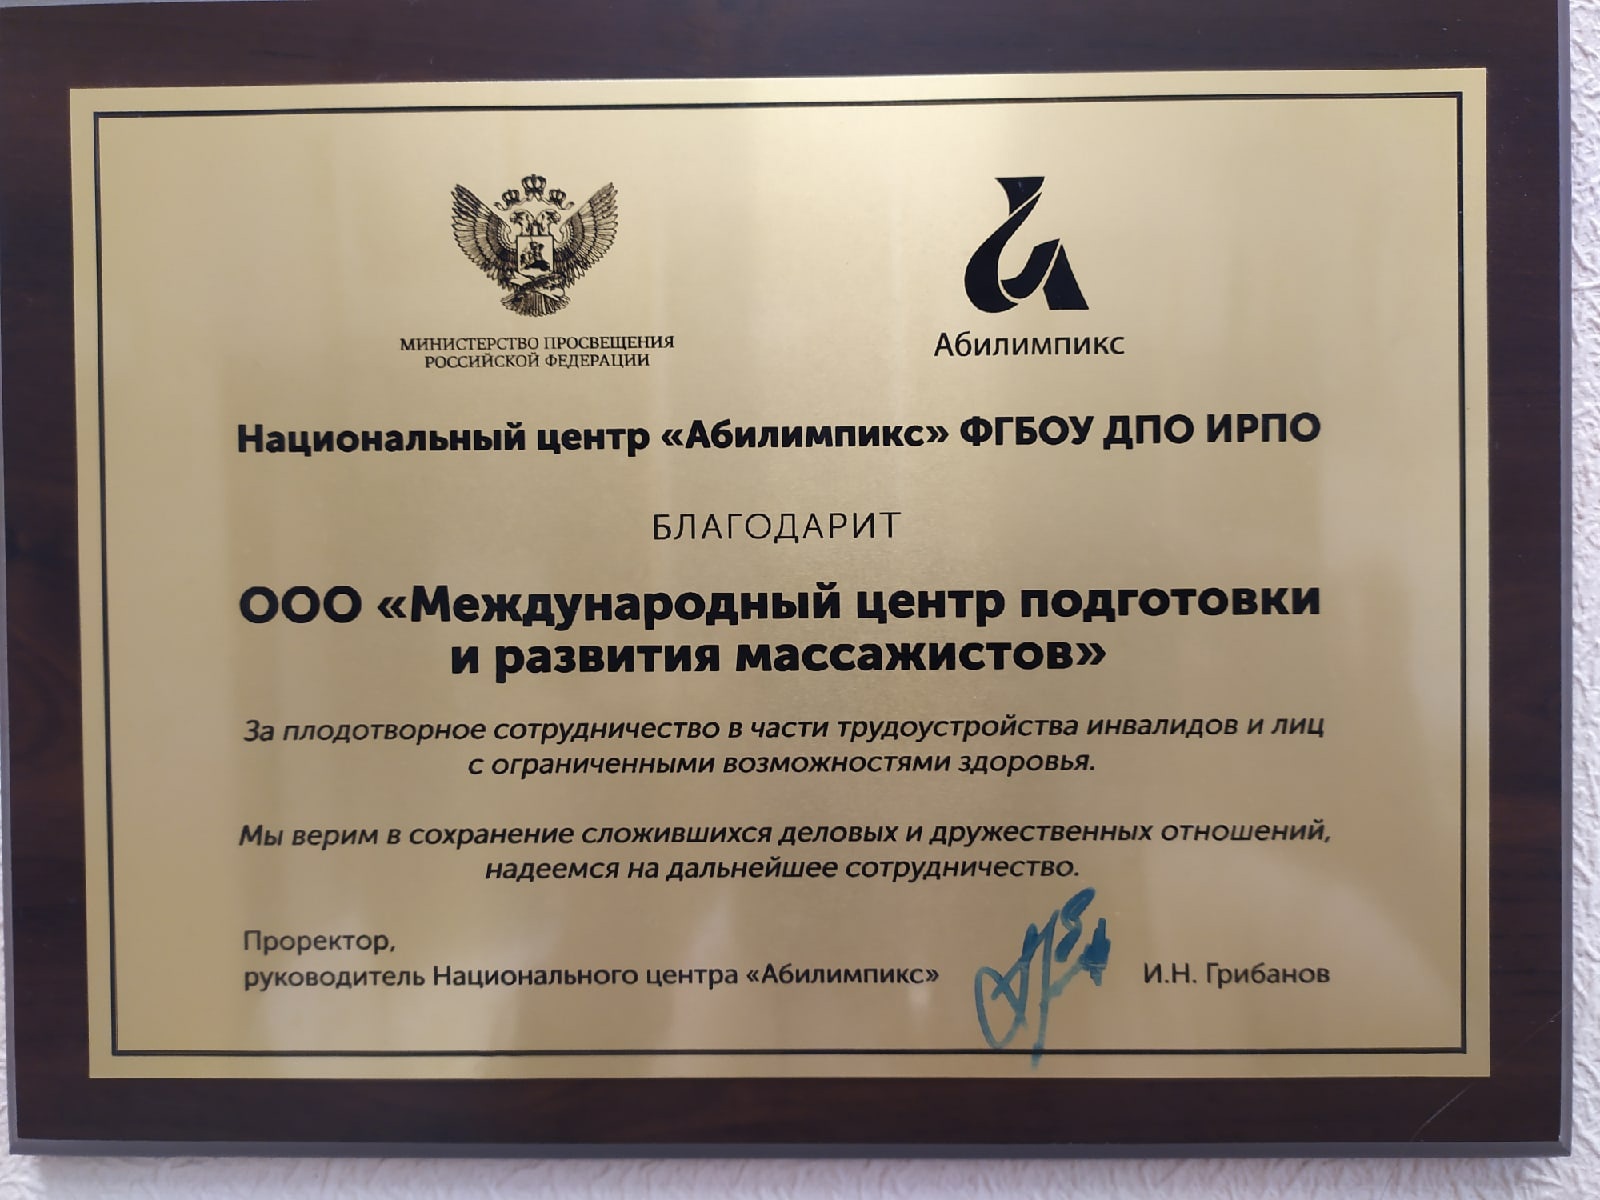 МИНИСТЕРСТВО ПРОСВЕЩЕНИЯ
РОССИЙСКОЙ ФЕДЕРАЦИИ
Абилимпикс
Национальный центр «Абилимпикс» ФГБОУ ДПО ИРПО
БЛАГОДАРИТ
ООО «Международный центр подготовки
и развития массажистов»
За плодотворное сотрудничество в части трудоустройства инвалидов и лиц
с ограниченными возможностями здоровья.
Мы верим в сохранение сложившихся деловых и дружественных отношений,
надеемся на дальнейшее сотрудничество.
Проректор,
руководитель Национального центра «Абилимпикс» И.Н. Грибанов